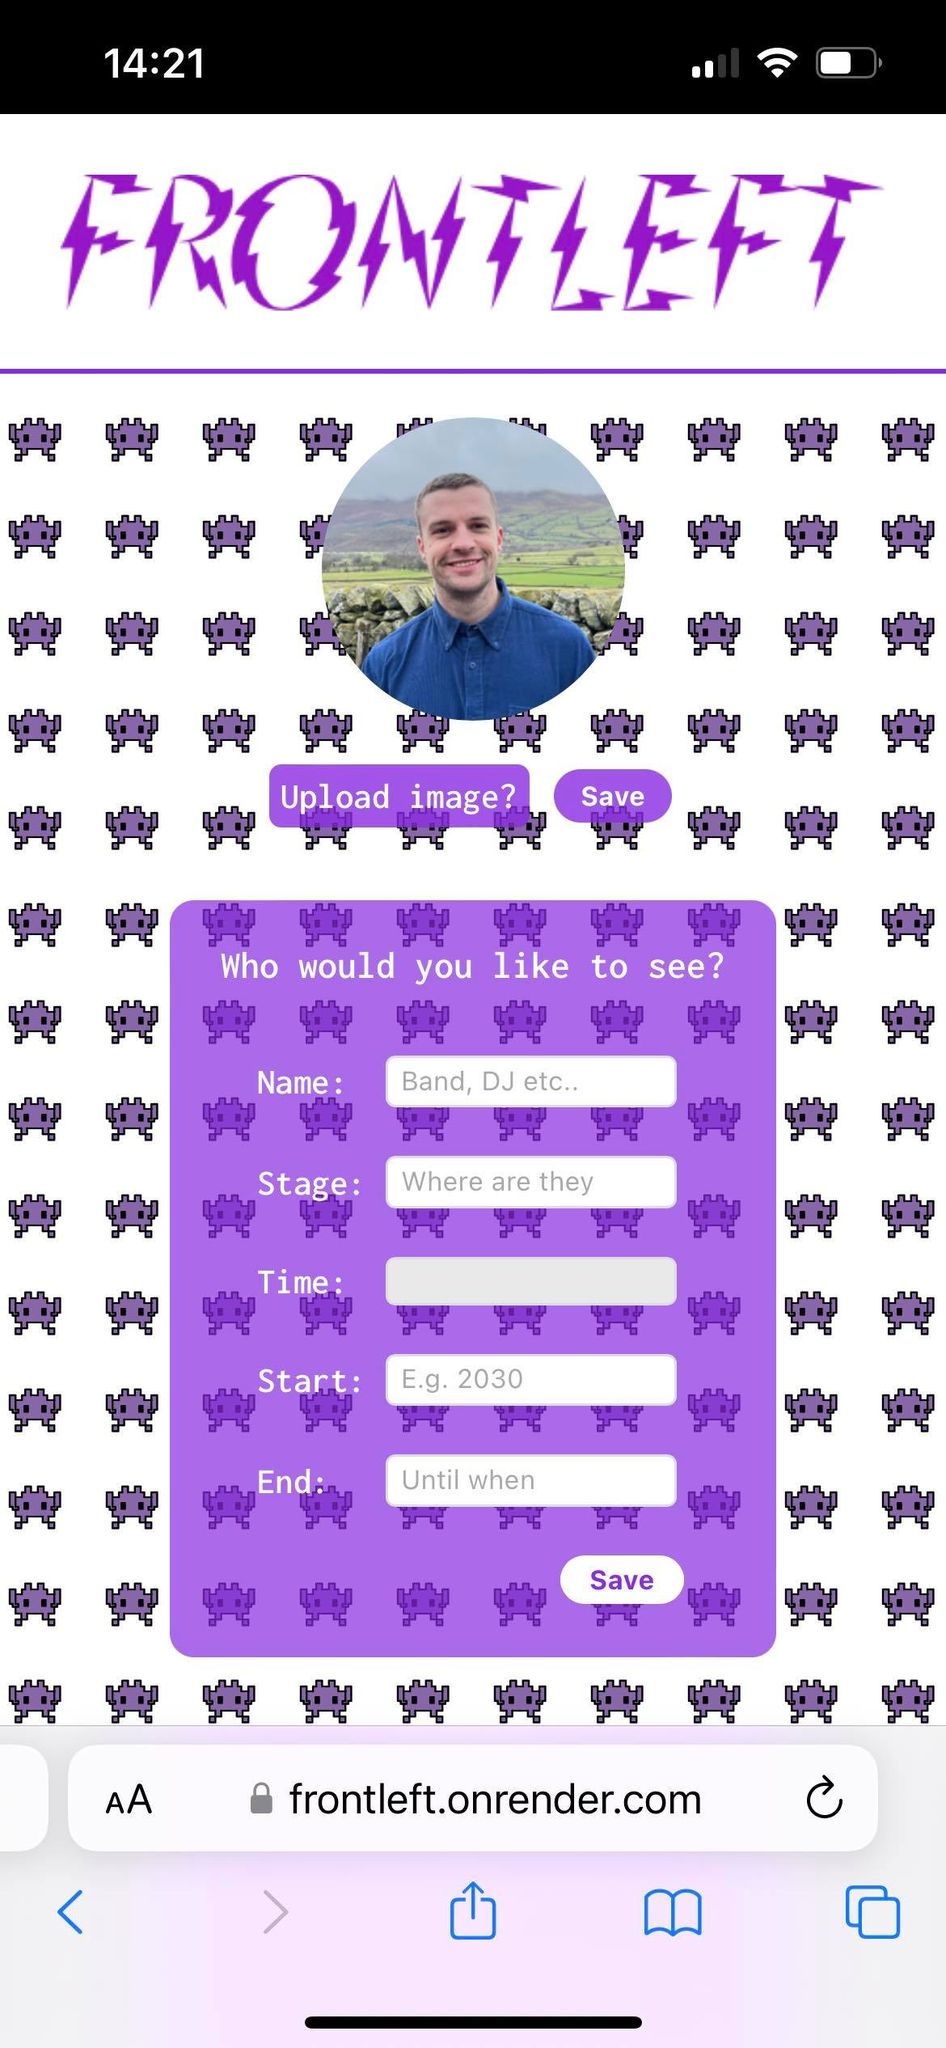 14:21
FRONTLEFT
Upload image? Save
Who would you like to see?
Name: Band, DJ etc..
Stage: Where are they
Time:
Start: E.g. 2030
End: Until when
Save
AA frontleft.onrender.com